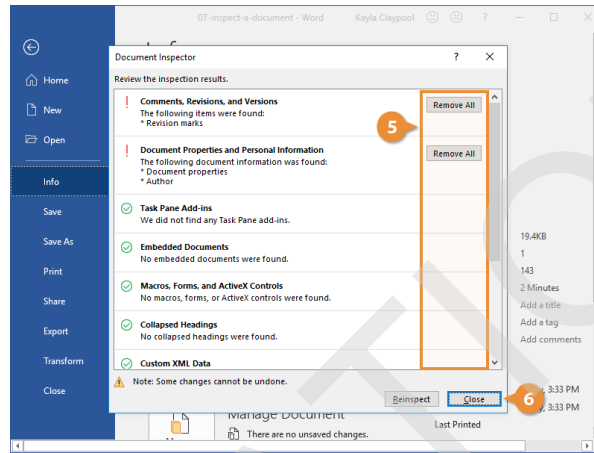 07-inspect-a-document - Word Kayla Claypool ?
Document Inspector ?
Review the inspection results.
Home
New
Open
Info
Save
Save As
Print
Share
Export
Transform
Close
! Comments, Revisions, and Versions
The following items were found:
* Revision marks
Remove All
5
! Document Properties and Personal Information
The following document information was found:
* Document properties
* Author
Remove All
Task Pane Add-ins
We did not find any Task Pane add-ins.
Embedded Documents
No embedded documents were found.
Macros, Forms, and ActiveX Controls
No macros, forms, or ActiveX controls were found.
Collapsed Headings
No collapsed headings were found.
Custom XML Data
Note: Some changes cannot be undone.
Reinspect Close
6
19.4KB
1
143
2 Minutes
Add a title
Add a tag
Add comments
3:33 PM
3:33 PM
Last Printed
Manage Document
There are no unsaved changes.